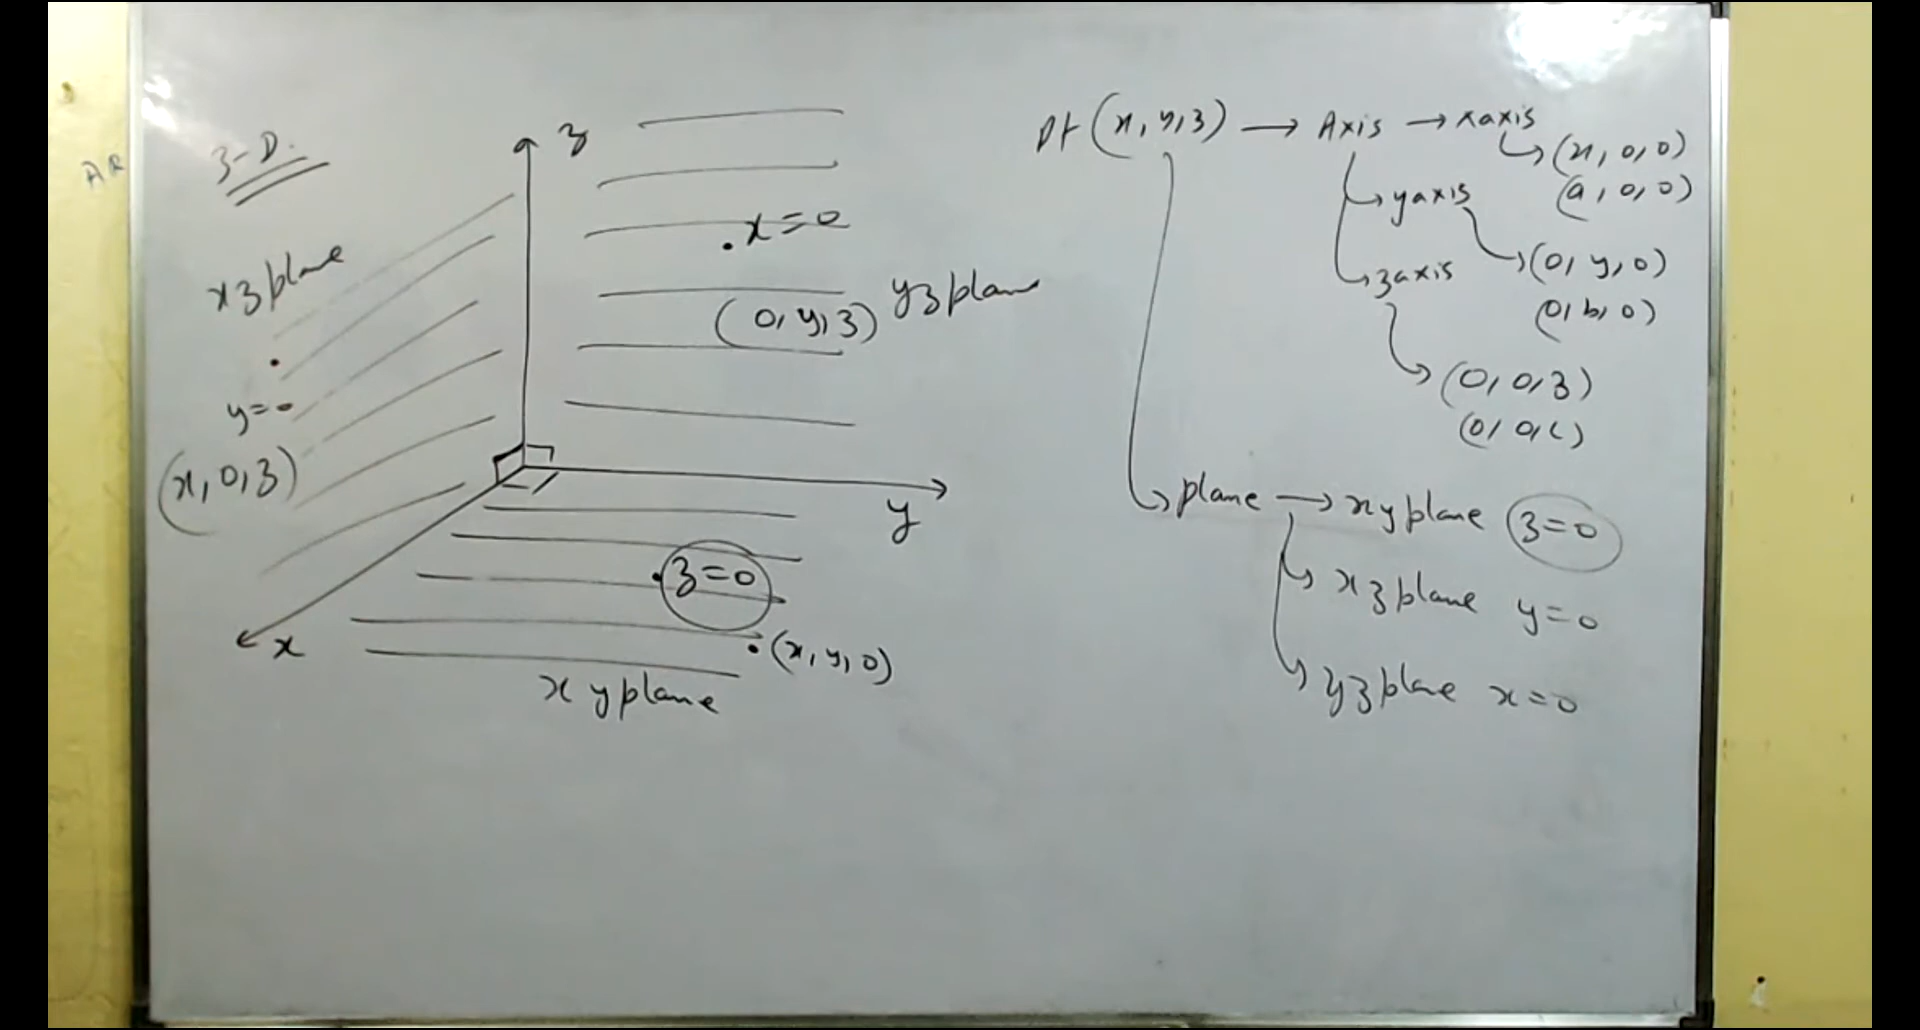 3-D.
z
x = 0
xz plane
yz plane
(0, y, z)
y = 0
(x, 0, z)
y
z = 0
x
(x, y, 0)
xy plane
Pt (x, y, z) → Axis → x axis
(x, 0, 0)
(a, 0, 0)
y axis
(0, y, 0)
(0, b, 0)
z axis
(0, 0, z)
(0, 0, c)
plane → xy plane z = 0
xz plane y = 0
yz plane x = 0
AR